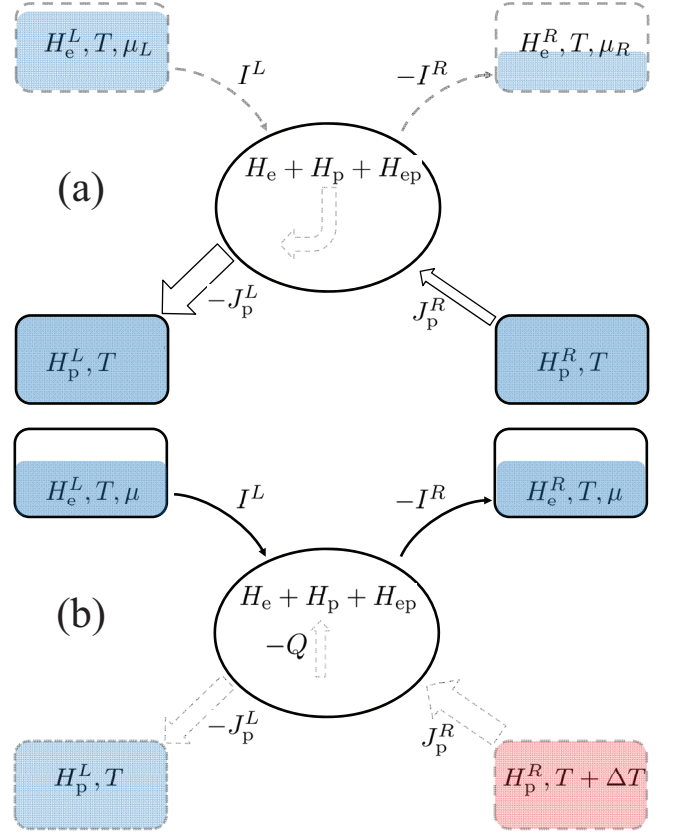 H_e^L, T, μ_L
H_e^R, T, μ_R
I^L
−I^R
H_e + H_p + H_ep
(a)
−J_p^L
J_p^R
H_p^L, T
H_p^R, T
H_e^L, T, μ
H_e^R, T, μ
I^L
−I^R
H_e + H_p + H_ep
(b)
−Q
−J_p^L
J_p^R
H_p^L, T
H_p^R, T + ΔT